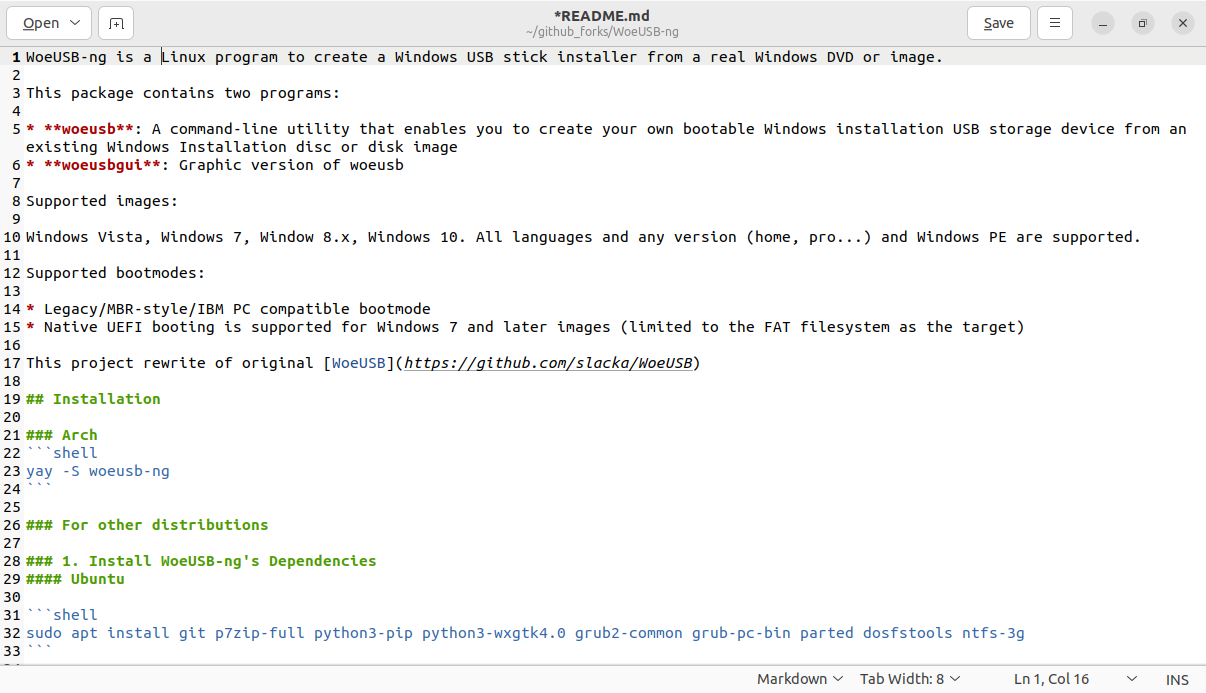 Open
*README.md
~/github_forks/WoeUSB-ng
Save
1 WoeUSB-ng is a Linux program to create a Windows USB stick installer from a real Windows DVD or image.
2
3 This package contains two programs:
4
5 * **woeusb**: A command-line utility that enables you to create your own bootable Windows installation USB storage device from an
existing Windows Installation disc or disk image
6 * **woeusbgui**: Graphic version of woeusb
7
8 Supported images:
9
10 Windows Vista, Windows 7, Window 8.x, Windows 10. All languages and any version (home, pro...) and Windows PE are supported.
11
12 Supported bootmodes:
13
14 * Legacy/MBR-style/IBM PC compatible bootmode
15 * Native UEFI booting is supported for Windows 7 and later images (limited to the FAT filesystem as the target)
16
17 This project rewrite of original [WoeUSB](https://github.com/slacka/WoeUSB)
18
19 ## Installation
20
21 ### Arch
22 ```shell
23 yay -S woeusb-ng
24 ```
25
26 ### For other distributions
27
28 ### 1. Install WoeUSB-ng's Dependencies
29 #### Ubuntu
30
31 ```shell
32 sudo apt install git p7zip-full python3-pip python3-wxgtk4.0 grub2-common grub-pc-bin parted dosfstools ntfs-3g
33 ```
Markdown
Tab Width: 8
Ln 1, Col 16
INS